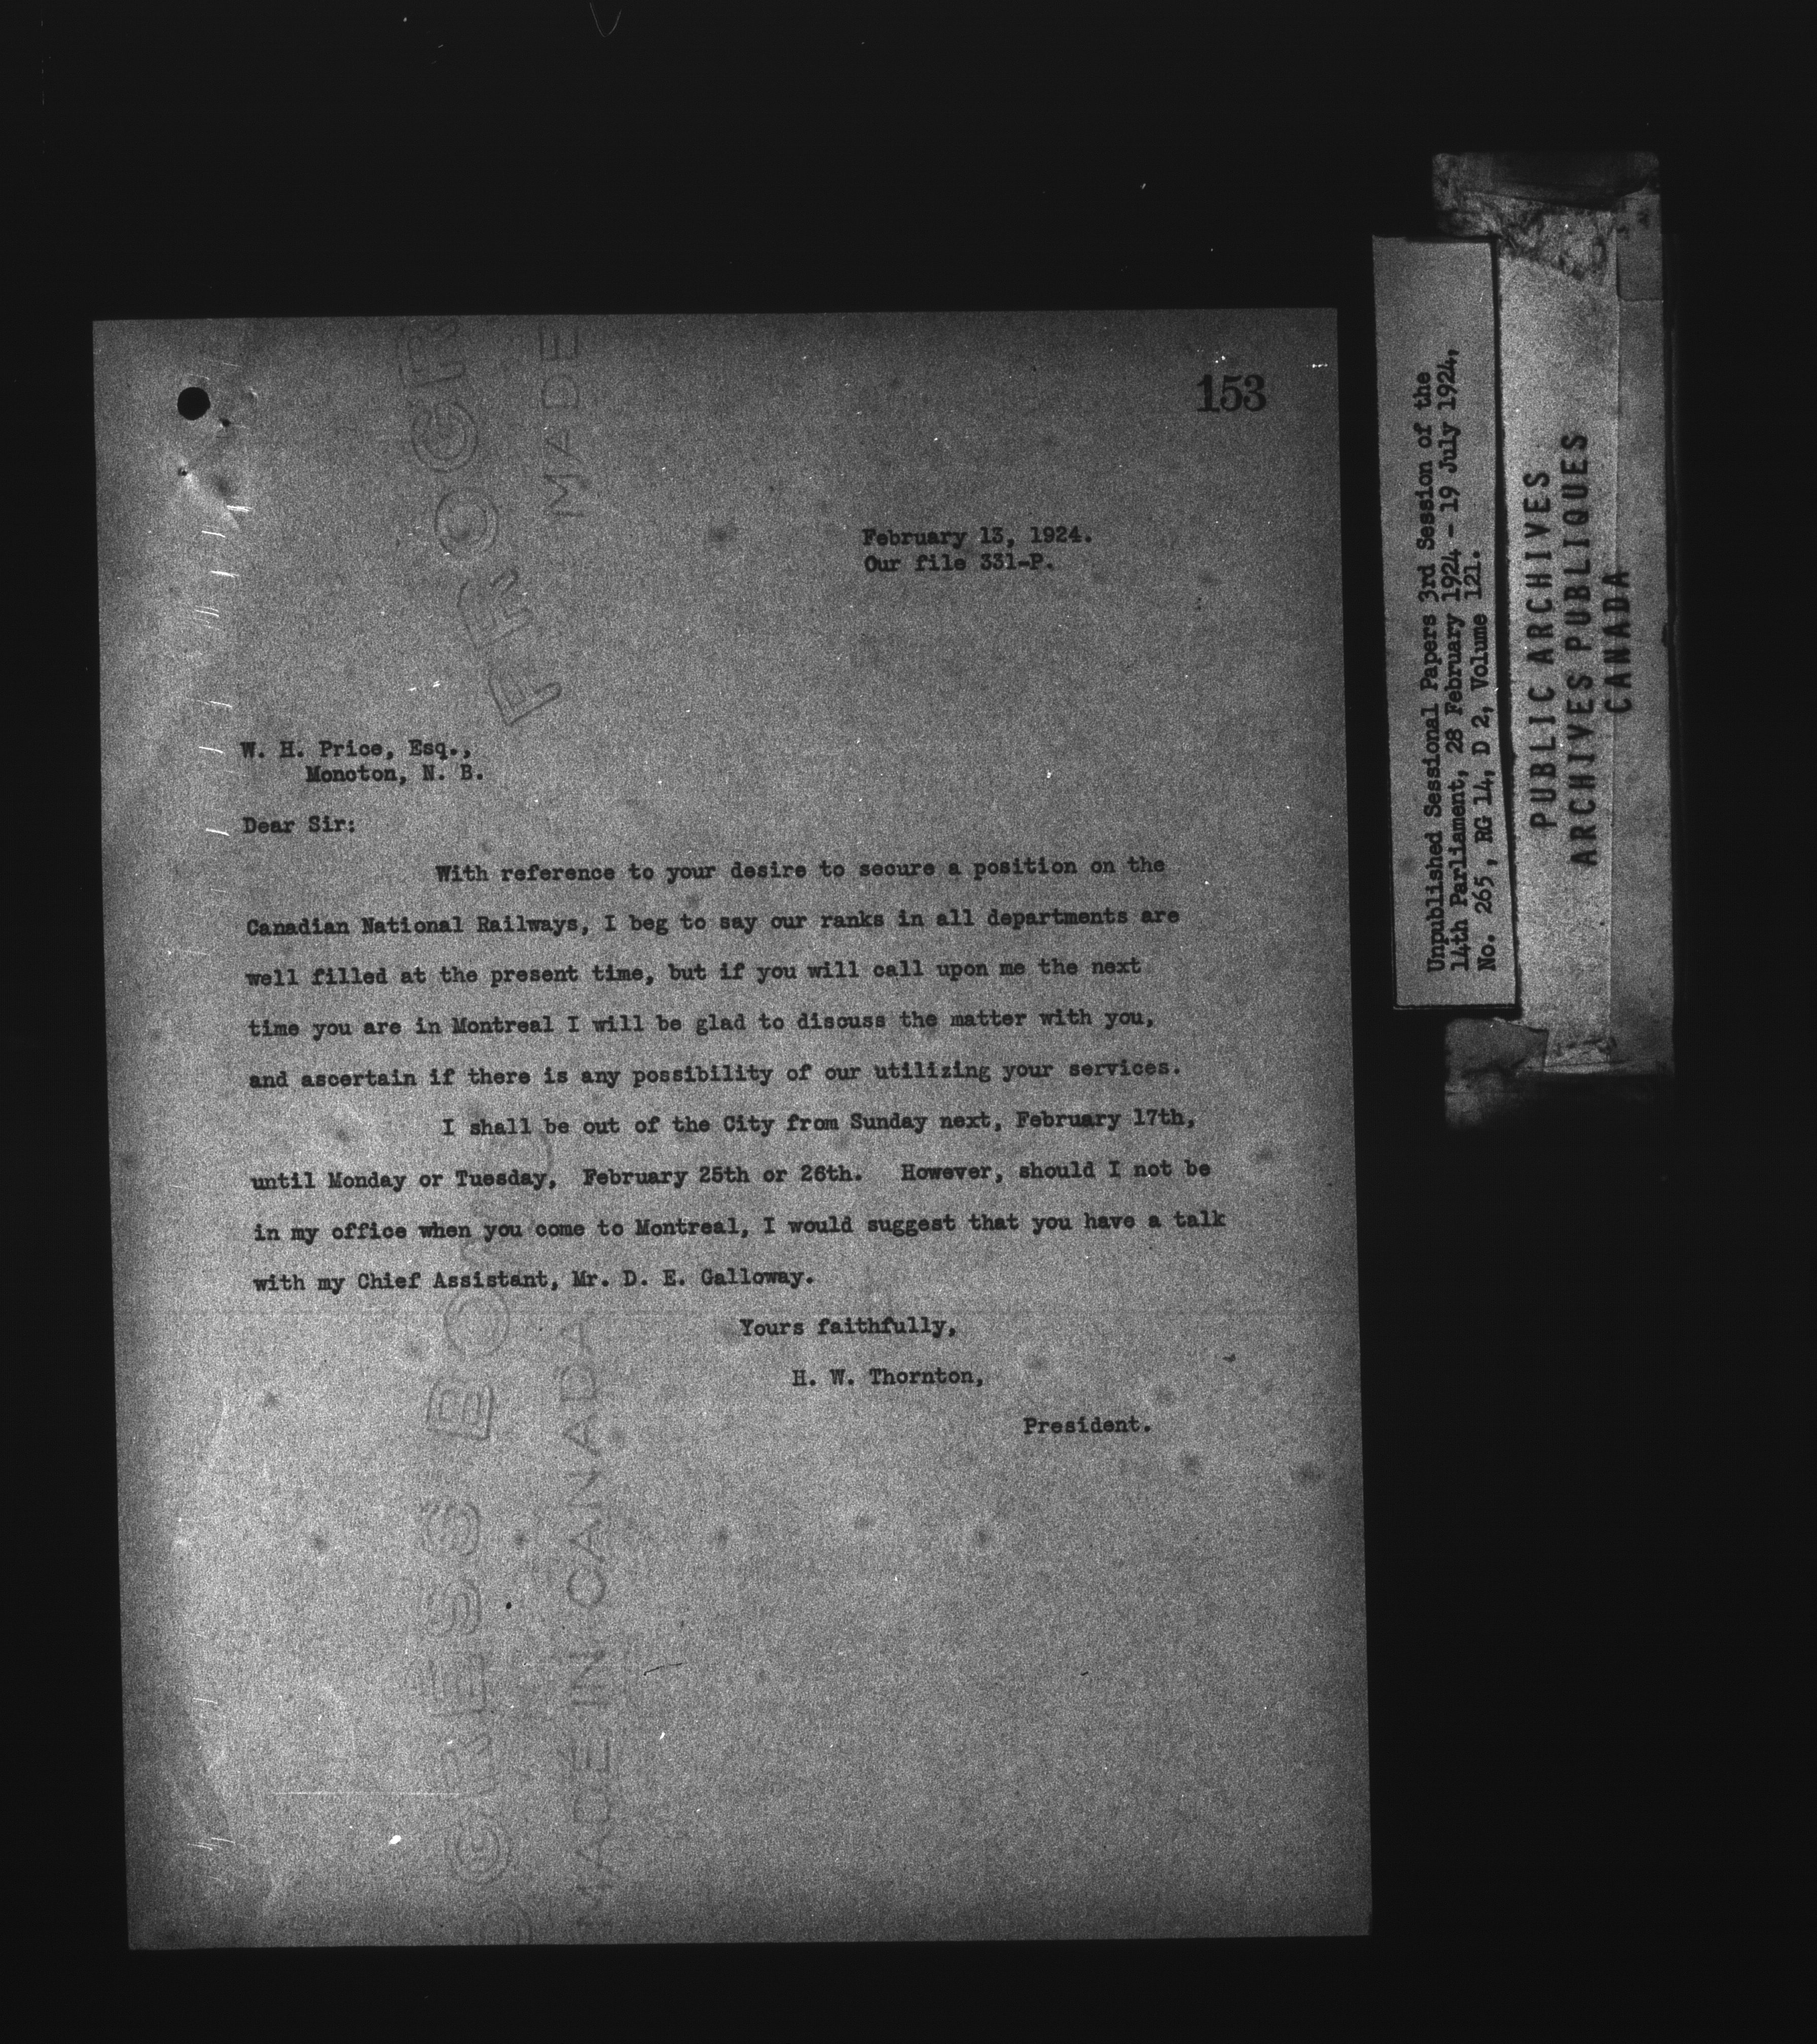 153
February 13, 1924.
Our file 331-P.
W. H. Price, Esq.,
Moncton, N. B.
Dear Sir:
With reference to your desire to secure a position on the
Canadian National Railways, I beg to say our ranks in all departments are
well filled at the present time, but if you will call upon me the next
time you are in Montreal I will be glad to discuss the matter with you,
and ascertain if there is any possibility of our utilizing your services.
I shall be out of the City from Sunday next, February 17th,
until Monday or Tuesday, February 25th or 26th. However, should I not be
in my office when you come to Montreal, I would suggest that you have a talk
with my Chief Assistant, Mr. D. E. Galloway.
Yours faithfully,
H. W. Thornton,
President.
MADE
MADE IN CANADA
Unpublished Sessional Papers 3rd Session of the
14th Parliament, 28 February 1924 - 19 July 1924,
No. 265, RG 14, D 2, Volume 121.
PUBLIC ARCHIVES
ARCHIVES PUBLIQUES
CANADA